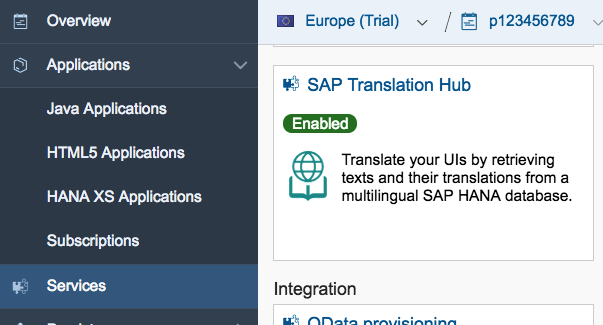 Overview
Applications
Java Applications
HTML5 Applications
HANA XS Applications
Subscriptions
Services
Europe (Trial) / p123456789
SAP Translation Hub
Enabled
Translate your UIs by retrieving
texts and their translations from a
multilingual SAP HANA database.
Integration
OData provisioning